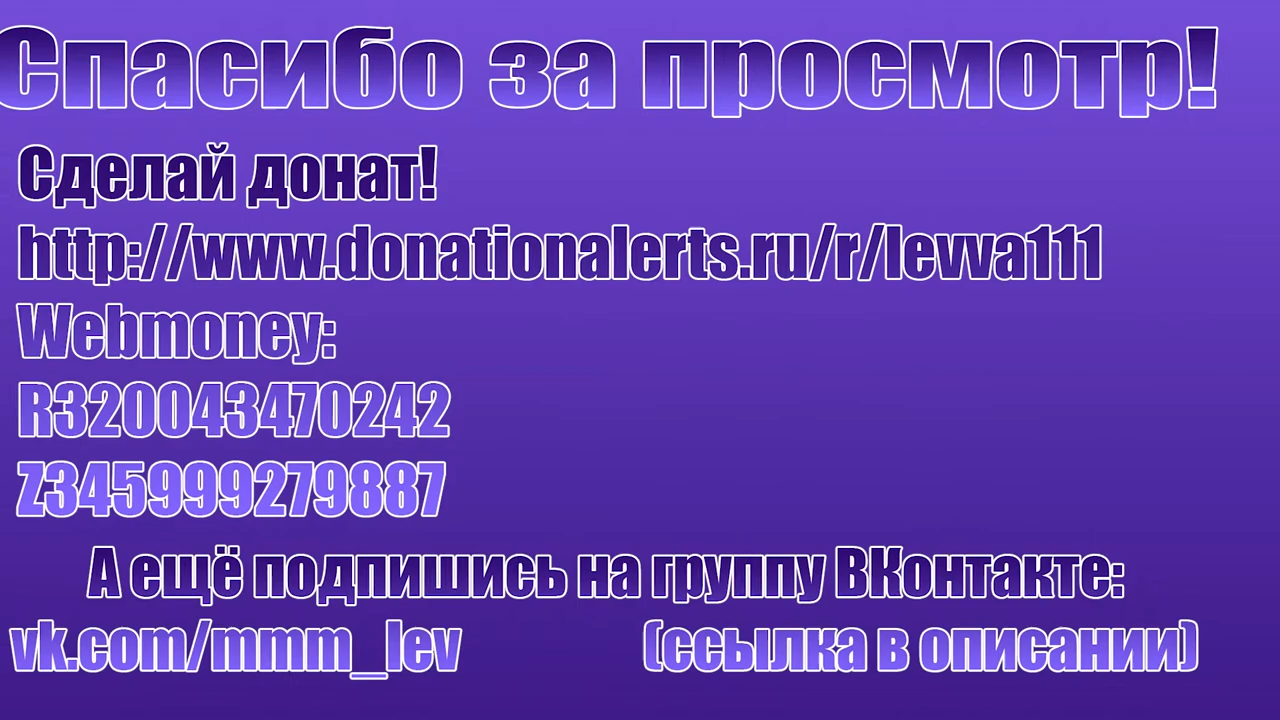 Спасибо за просмотр!
Сделай донат!
http://www.donationalerts.ru/r/levva111
Webmoney:
R320043470242
Z345999279887
А ещё подпишись на группу ВКонтакте:
vk.com/mmm_lev (ссылка в описании)